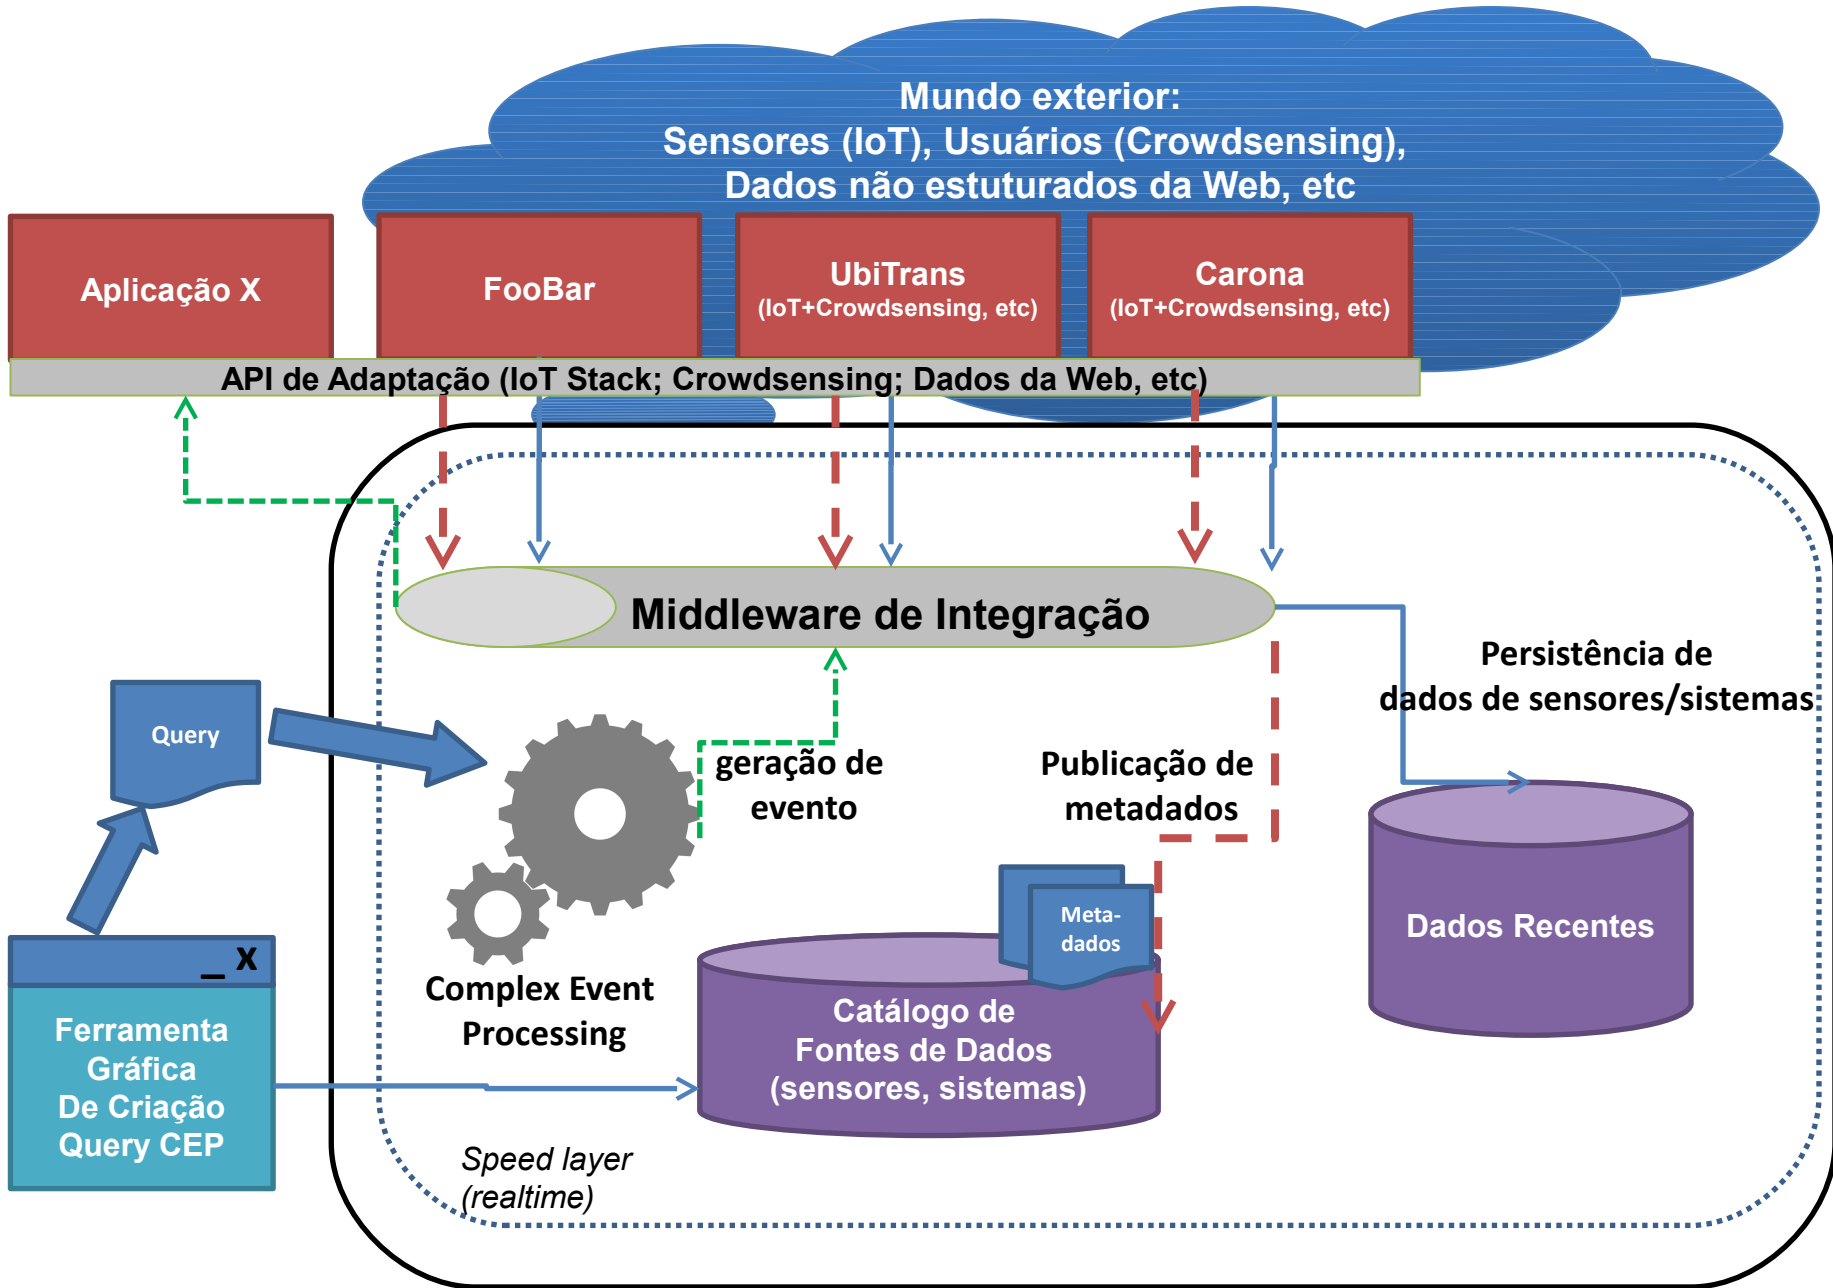 Mundo exterior:
Sensores (IoT), Usuários (Crowdsensing),
Dados não estuturados da Web, etc
Aplicação X
FooBar
UbiTrans
(IoT+Crowdsensing, etc)
Carona
(IoT+Crowdsensing, etc)
API de Adaptação (IoT Stack; Crowdsensing; Dados da Web, etc)
Middleware de Integração
Persistência de
dados de sensores/sistemas
Query
geração de
evento
Publicação de
metadados
Meta-
dados
Dados Recentes
_ X
Complex Event
Processing
Catálogo de
Fontes de Dados
(sensores, sistemas)
Ferramenta
Gráfica
De Criação
Query CEP
Speed layer
(realtime)